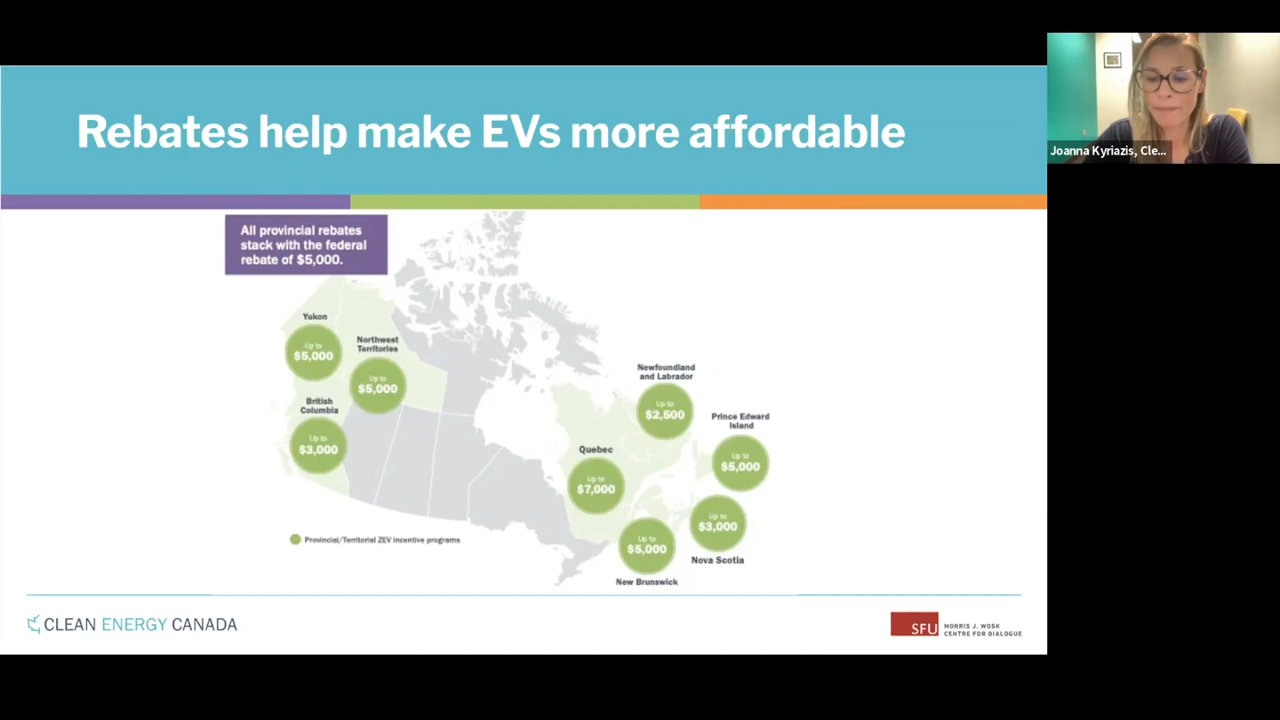 Rebates help make EVs more affordable
Joanna Kyriazis, Cle...
All provincial rebates
stack with the federal
rebate of $5,000.
Yukon
Up to
$5,000
Northwest
Territories
Up to
$5,000
British
Columbia
Up to
$3,000
Newfoundland
and Labrador
Up to
$2,500
Prince Edward
Island
Up to
$5,000
Quebec
Up to
$7,000
Up to
$3,000
Nova Scotia
Up to
$5,000
New Brunswick
Provincial/Territorial ZEV incentive programs
CLEAN ENERGY CANADA
SFU
MORRIS J. WOSK
CENTRE FOR DIALOGUE